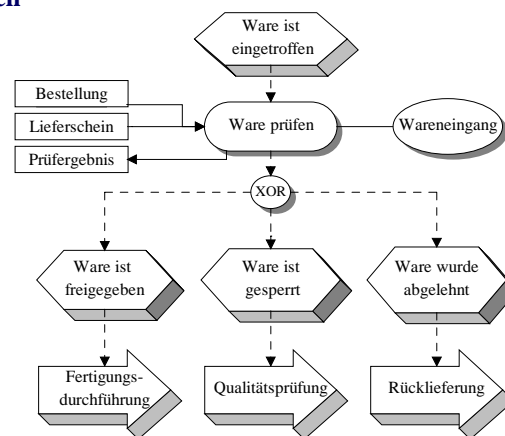 Ware ist
eingetroffen
Bestellung
Lieferschein
Prüfergebnis
Ware prüfen
Wareneingang
XOR
Ware ist
freigegeben
Ware ist
gesperrt
Ware wurde
abgelehnt
Fertigungs-
durchführung
Qualitätsprüfung
Rücklieferung